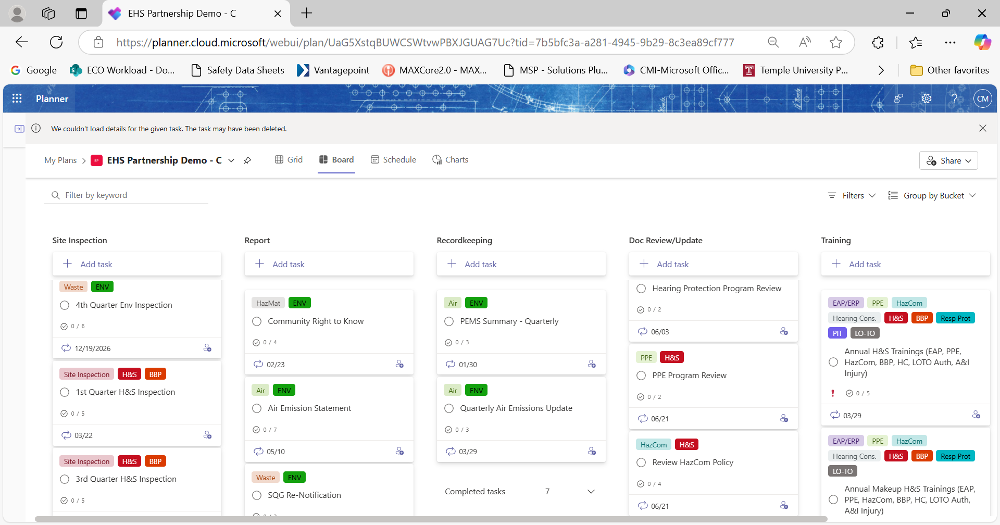 EHS Partnership Demo - C
https://planner.cloud.microsoft/webui/plan/UaG5XstqBUWCSWtvwPBXJGUAG7Uc?tid=7b5bfc3a-a281-4945-9b29-8c3ea89cf777
Google
ECO Workload - Do...
Safety Data Sheets
Vantagepoint
MAXCore2.0 - MAX...
MSP - Solutions Plu...
CMI-Microsoft Offic...
Temple University P...
Other favorites
Planner
CM
We couldn't load details for the given task. The task may have been deleted.
My Plans
EP
EHS Partnership Demo - C
Grid
Board
Schedule
Charts
Share
Filter by keyword
Filters
Group by Bucket
Site Inspection
Add task
Waste ENV
4th Quarter Env Inspection
0 / 6
12/19/2026
Site Inspection H&S BBP
1st Quarter H&S Inspection
0 / 5
03/22
Site Inspection H&S BBP
3rd Quarter H&S Inspection
0 / 5
Report
Add task
HazMat ENV
Community Right to Know
0 / 4
02/23
Air ENV
Air Emission Statement
0 / 7
05/10
Waste ENV
SQG Re-Notification
Recordkeeping
Add task
Air ENV
PEMS Summary - Quarterly
0 / 3
01/30
Air ENV
Quarterly Air Emissions Update
0 / 3
03/29
Completed tasks 7
Doc Review/Update
Add task
Hearing Protection Program Review
0 / 2
06/03
PPE H&S
PPE Program Review
0 / 2
06/21
HazCom H&S
Review HazCom Policy
0 / 4
06/21
Training
Add task
EAP/ERP PPE HazCom
Hearing Cons. H&S BBP Resp Prot
PIT LO-TO
Annual H&S Trainings (EAP, PPE,
HazCom, BBP, HC, LOTO Auth, A&I
Injury)
0 / 5
03/29
EAP/ERP PPE HazCom
Hearing Cons. H&S BBP Resp Prot
LO-TO
Annual Makeup H&S Trainings (EAP,
PPE, HazCom, BBP, HC, LOTO Auth,
A&I Injury)